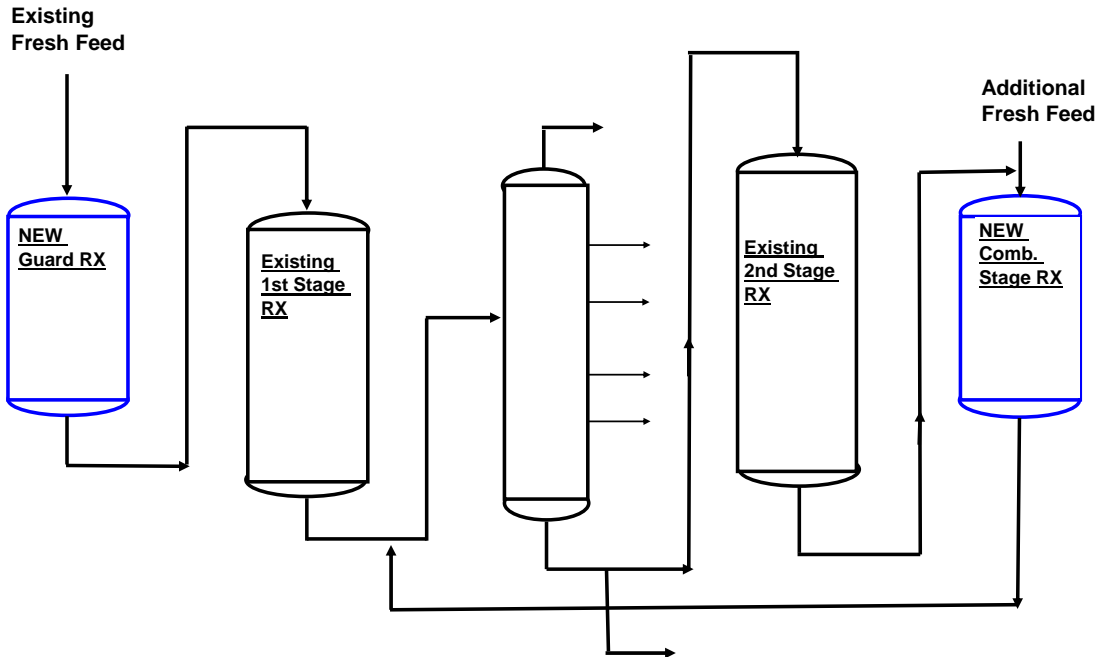 Existing
Fresh Feed
Additional
Fresh Feed
NEW
Guard RX
Existing
1st Stage
RX
Existing
2nd Stage
RX
NEW
Comb.
Stage RX